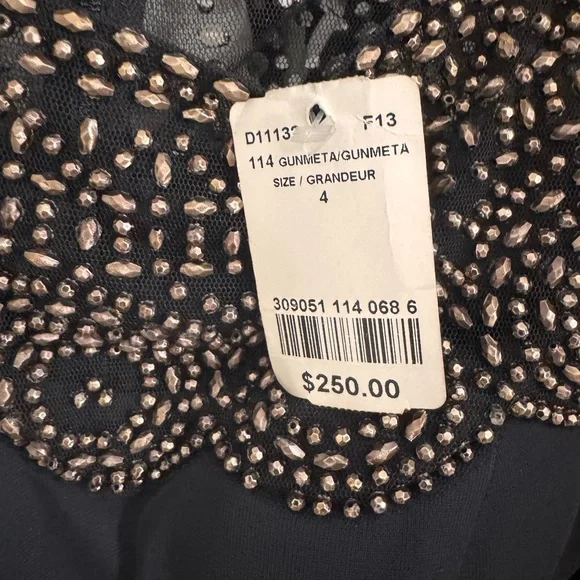 F13
114 GUNMETA/GUNMETA
SIZE / GRANDEUR
4
309051 114 068 6
$250.00